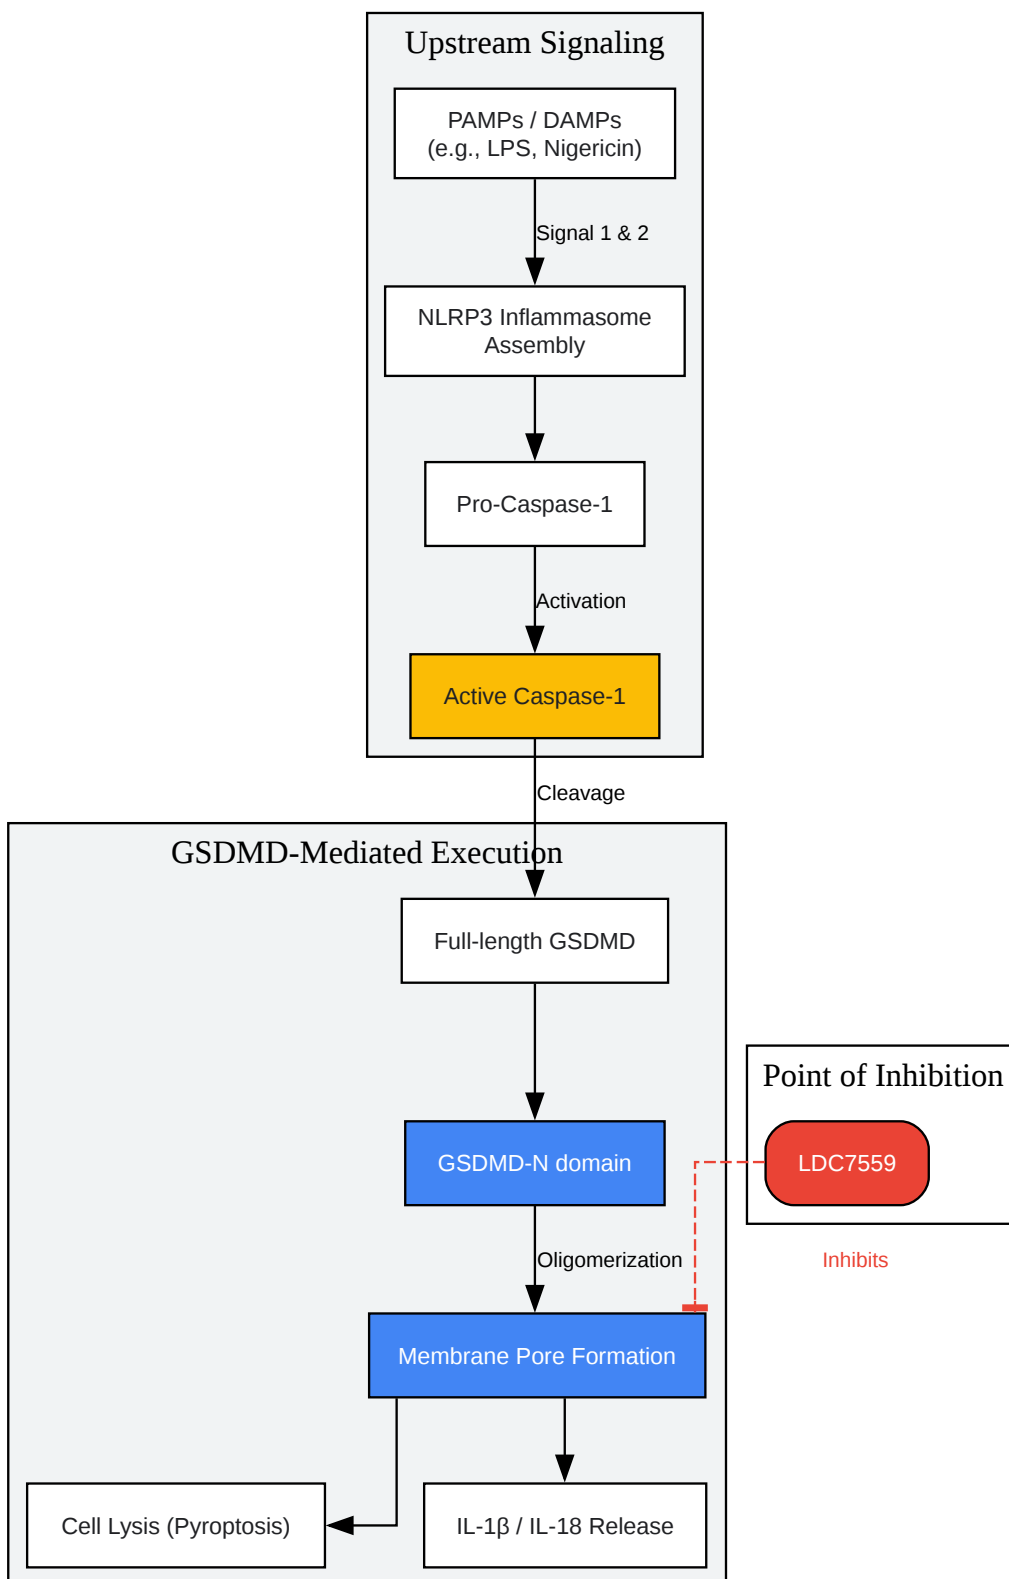 Upstream Signaling
PAMPs / DAMPs
(e.g., LPS, Nigericin)
Signal 1 & 2
NLRP3 Inflammasome
Assembly
Pro-Caspase-1
Activation
Active Caspase-1
Cleavage
GSDMD-Mediated Execution
Full-length GSDMD
Point of Inhibition
GSDMD-N domain
LDC7559
Oligomerization
Inhibits
Membrane Pore Formation
Cell Lysis (Pyroptosis)
IL-1β / IL-18 Release